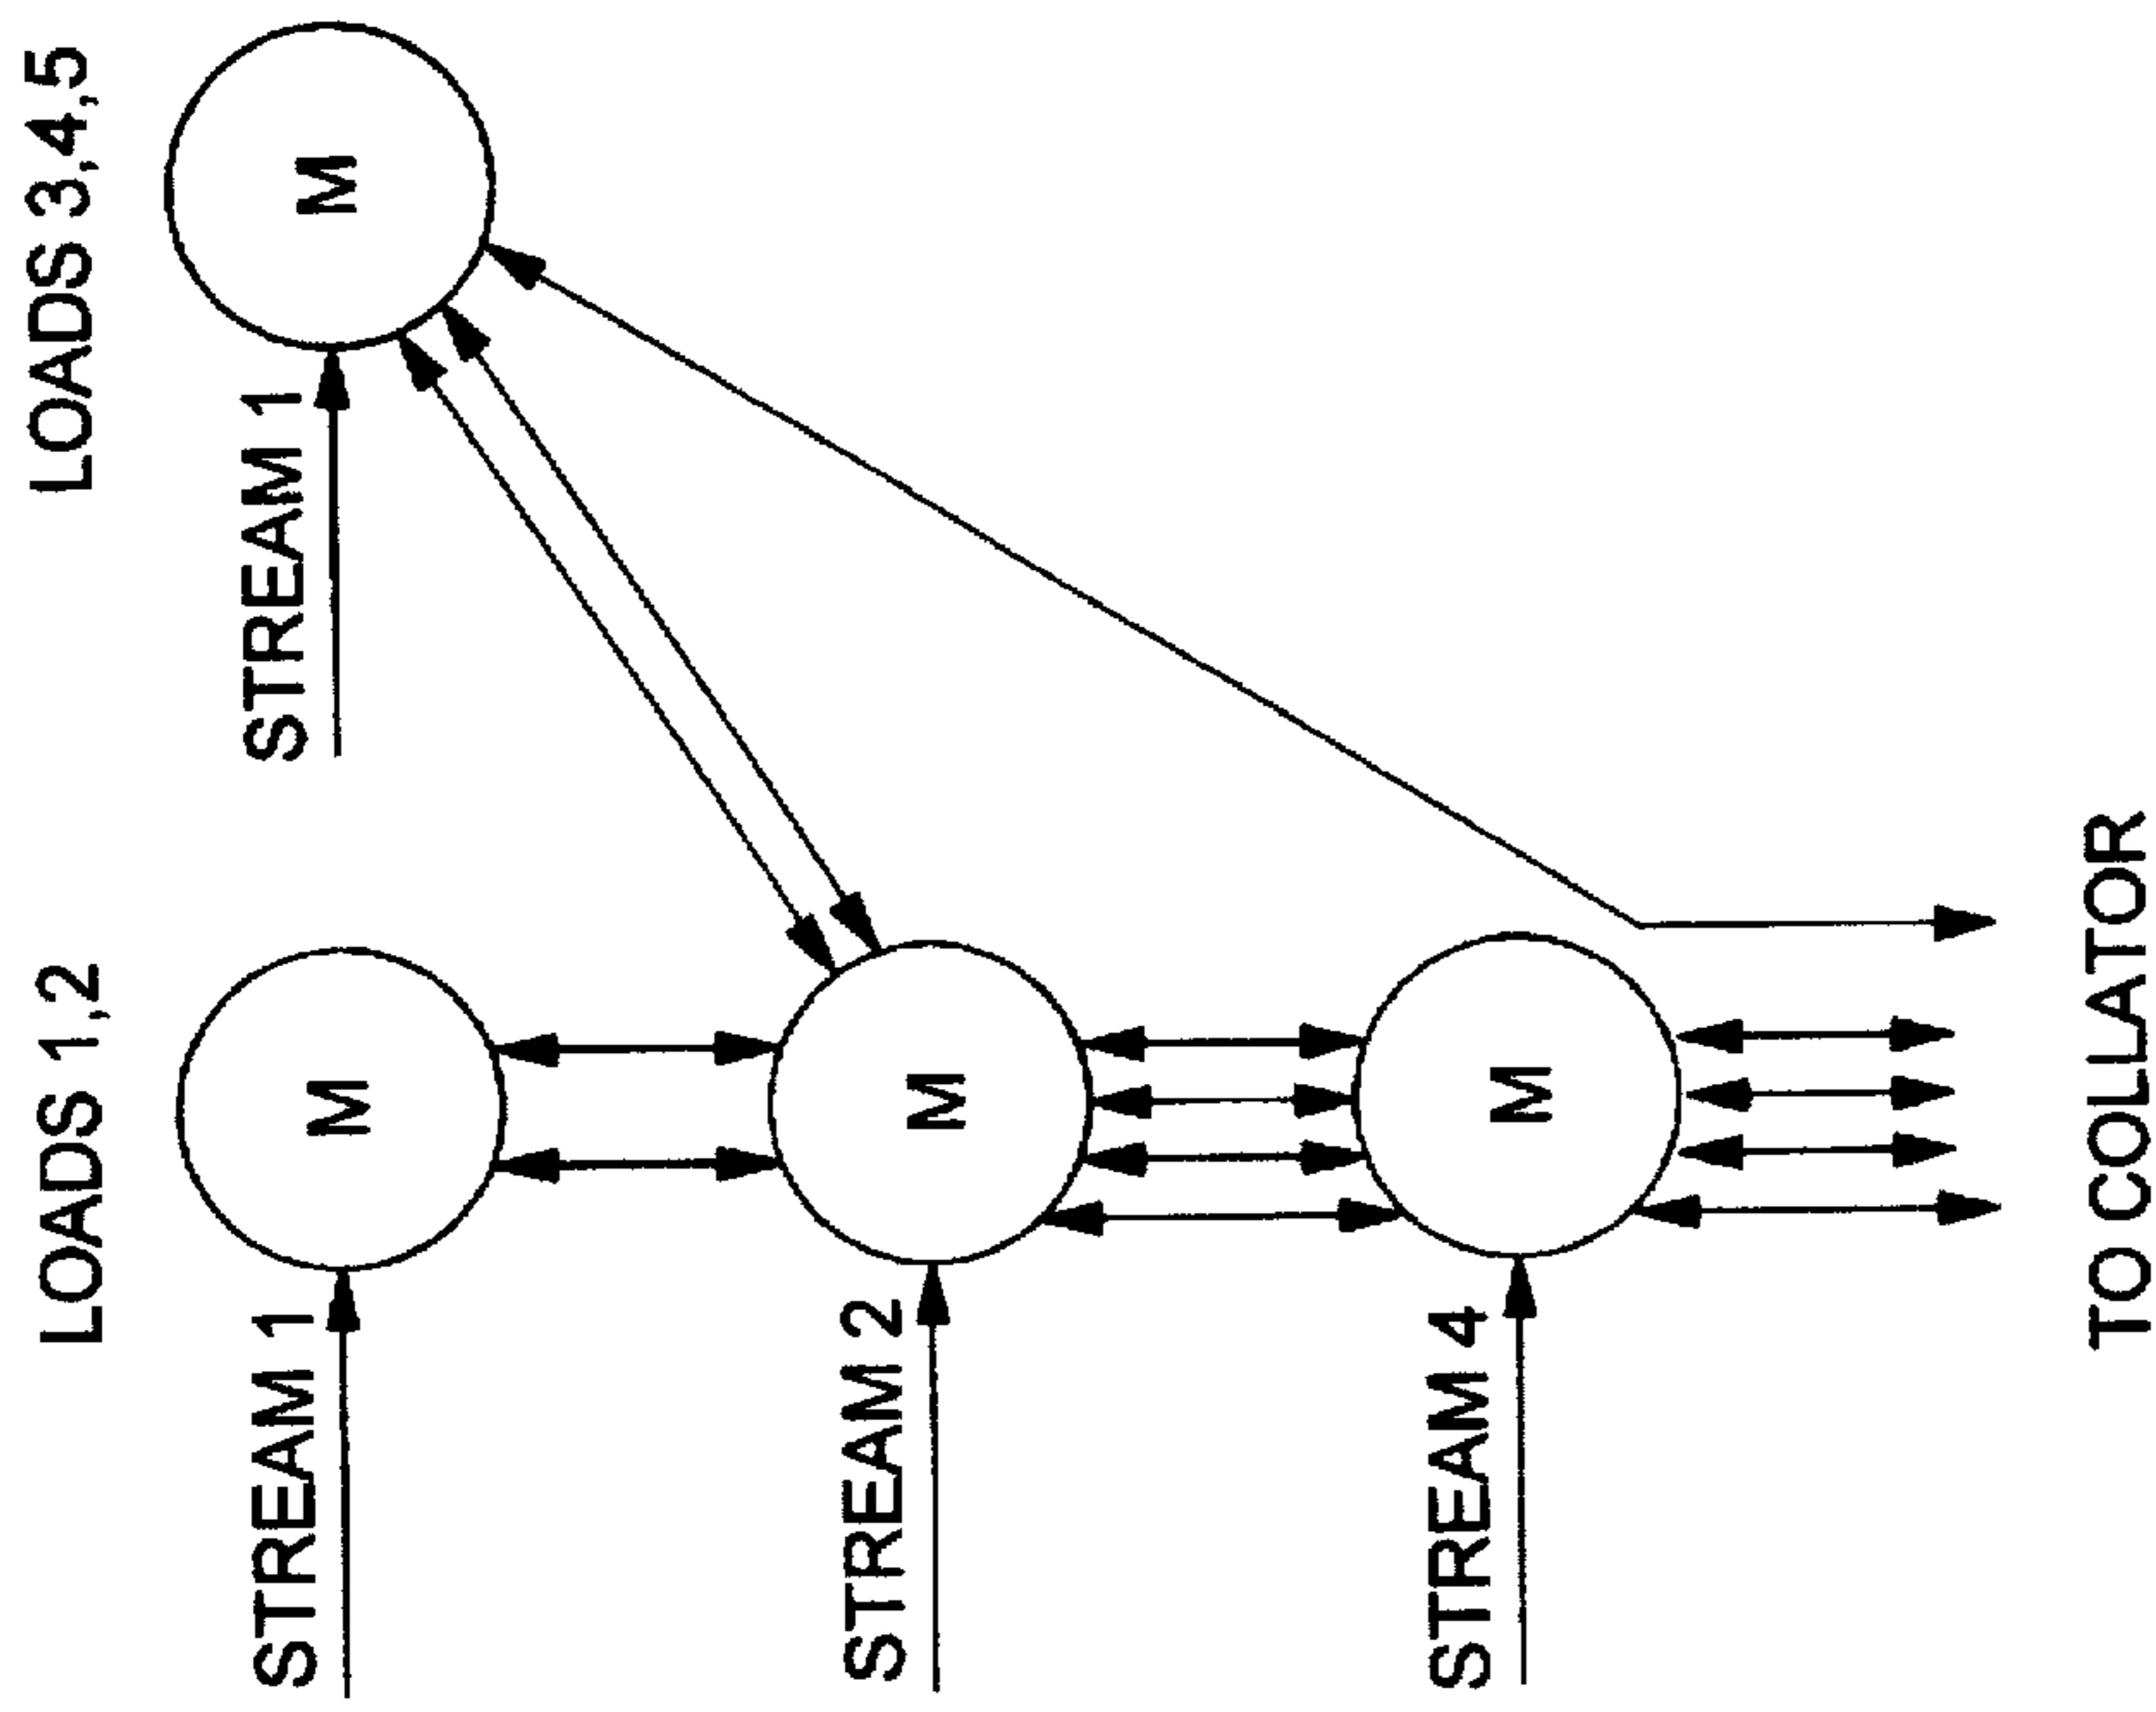 LOADS 1,2
LOADS 3,4,5
STREAM 1
M
STREAM 1
M
STREAM 2
M
STREAM 4
M
TO COLLATOR